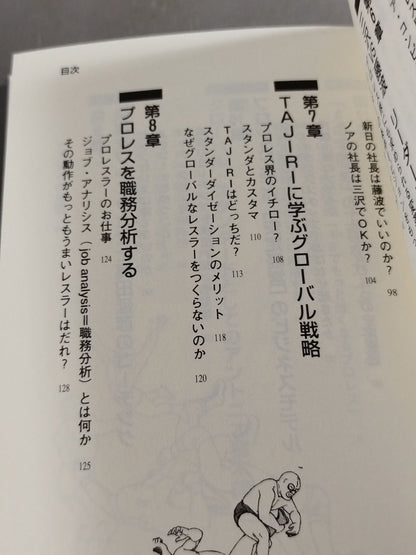 新日の社長は藤波でいいのか? 98
ノアの社長は三沢でOKか? 104
第7章
TAJIRIに学ぶグローバル戦略
プロレス界のイチロー? 108
スタンダとカスタマ 110
TAJIRIはどっちだ? 113
スタンダーダイゼーションのメリット 118
なぜグローバルなレスラーをつくらないのか 120
第8章
プロレスを職務分析する
プロレスラーのお仕事 124
ジョブ・アナリシス(job analysis=職務分析)とは何か 125
その動作がもっともうまいレスラーはだれ? 128
目次